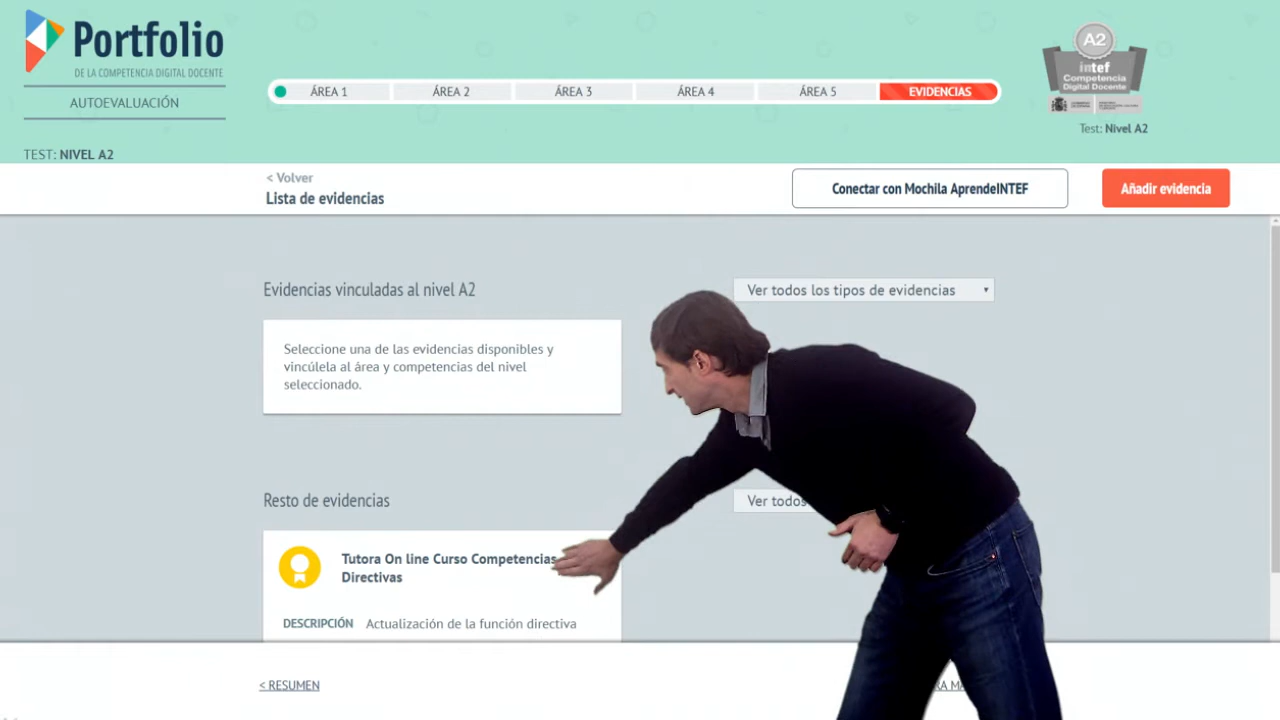 Portfolio
DE LA COMPETENCIA DIGITAL DOCENTE
AUTOEVALUACIÓN
TEST: NIVEL A2
ÁREA 1
ÁREA 2
ÁREA 3
ÁREA 4
ÁREA 5
EVIDENCIAS
A2
intef
Competencia
Digital Docente
Test: Nivel A2
< Volver
Lista de evidencias
Conectar con Mochila AprendeINTEF
Añadir evidencia
Evidencias vinculadas al nivel A2
Ver todos los tipos de evidencias
Seleccione una de las evidencias disponibles y
vincúlela al área y competencias del nivel
seleccionado.
Resto de evidencias
Ver todos
Tutora On line Curso Competencias
Directivas
DESCRIPCIÓN Actualización de la función directiva
< RESUMEN